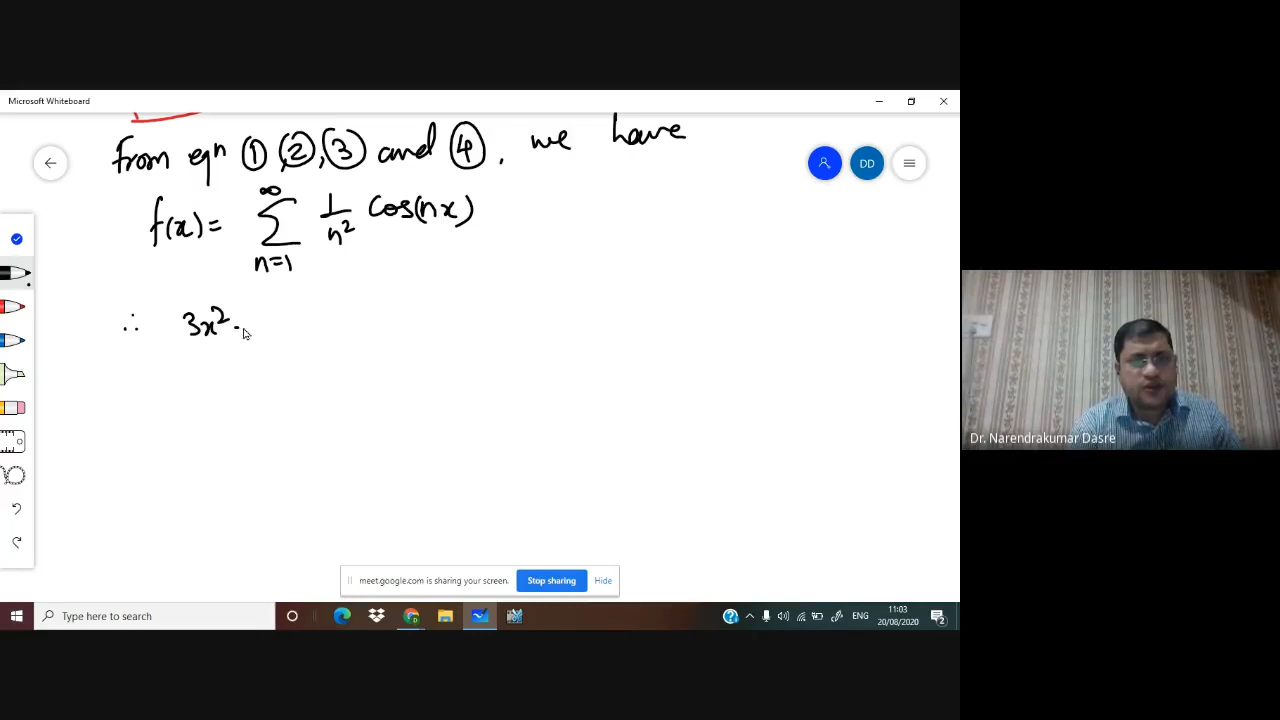 Microsoft Whiteboard
from eqn ①,②,③ and ④, we have
f(x)= ∞ Σ n=1 1/n² cos(nx)
∴ 3x² -
DD
Dr. Narendrakumar Dasre
meet.google.com is sharing your screen. Stop sharing Hide
Type here to search
ENG
11:03
20/08/2020
2